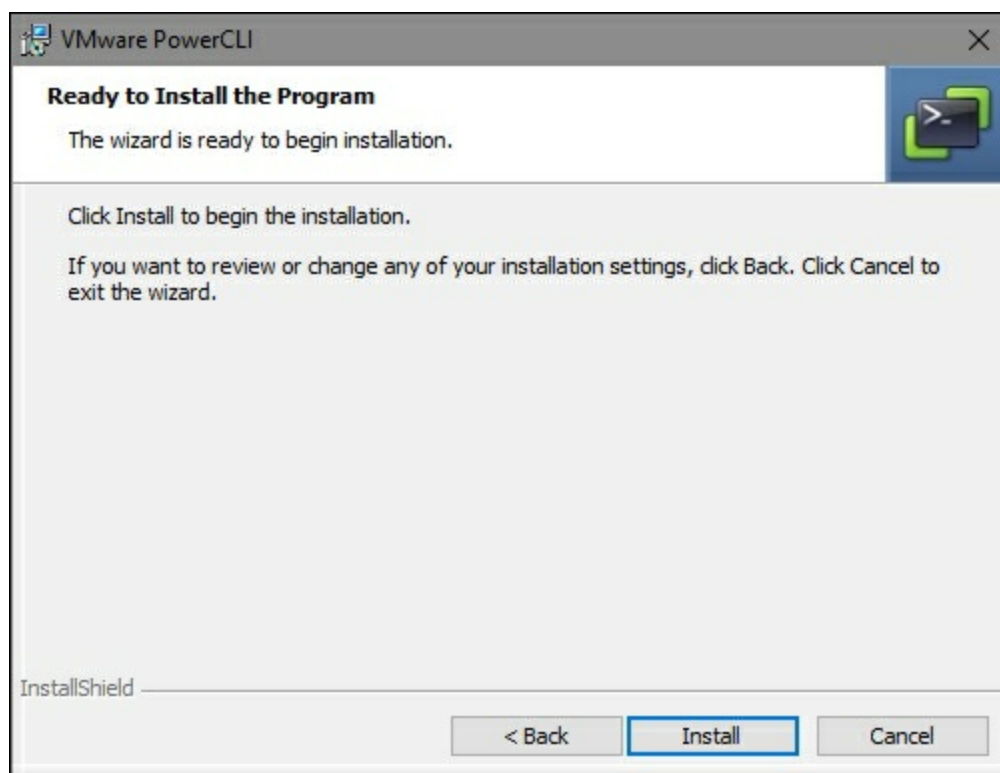 VMware PowerCLI
Ready to Install the Program
The wizard is ready to begin installation.
Click Install to begin the installation.
If you want to review or change any of your installation settings, click Back. Click Cancel to
exit the wizard.
InstallShield
< Back
Install
Cancel